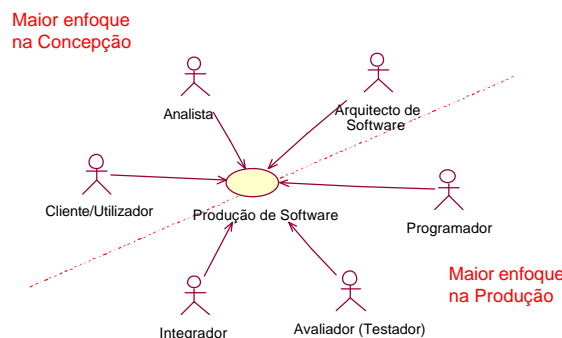 Maior enfoque
na Concepção
Analista
Arquitecto de
Software
Cliente/Utilizador
Produção de Software
Programador
Maior enfoque
na Produção
Integrador
Avaliador (Testador)